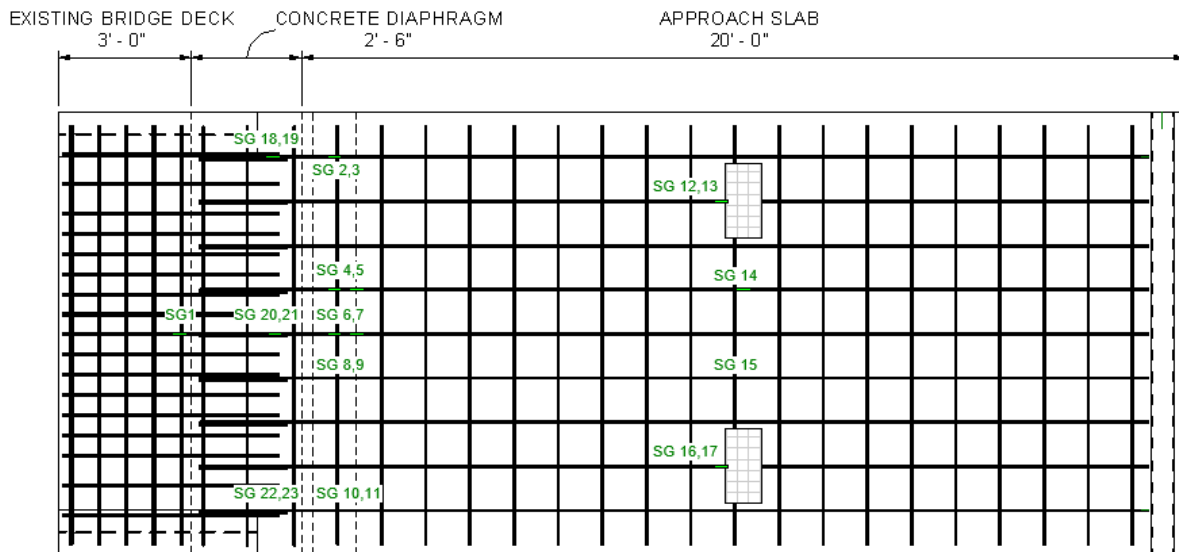 EXISTING BRIDGE DECK
CONCRETE DIAPHRAGM
APPROACH SLAB
3' - 0"
2' - 6"
20' - 0"
SG 18,19
SG 2,3
SG 12,13
SG 4,5
SG 14
SG1
SG 20,21
SG 6,7
SG 8,9
SG 15
SG 16,17
SG 22,23
SG 10,11